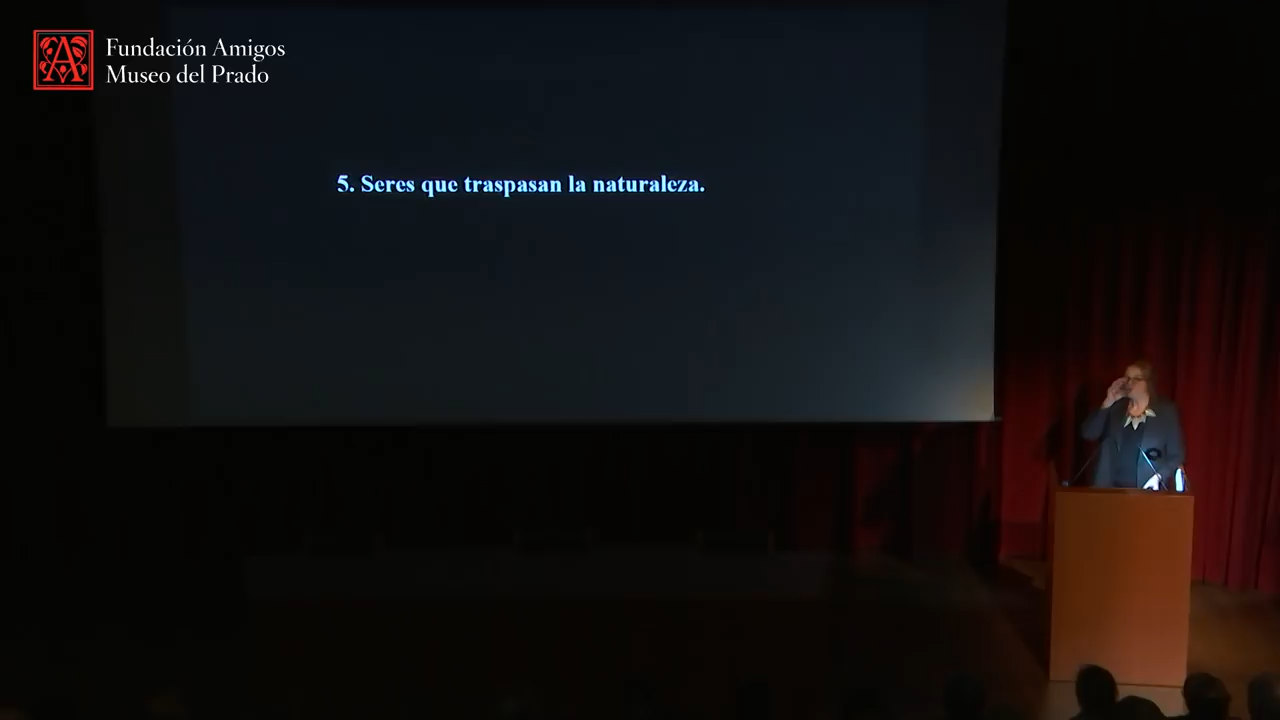 Fundación Amigos
Museo del Prado
5. Seres que traspasan la naturaleza.